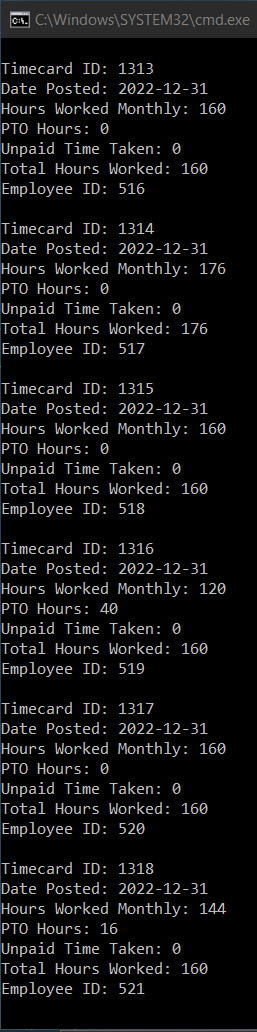 C:\Windows\SYSTEM32\cmd.exe
Timecard ID: 1313
Date Posted: 2022-12-31
Hours Worked Monthly: 160
PTO Hours: 0
Unpaid Time Taken: 0
Total Hours Worked: 160
Employee ID: 516
Timecard ID: 1314
Date Posted: 2022-12-31
Hours Worked Monthly: 176
PTO Hours: 0
Unpaid Time Taken: 0
Total Hours Worked: 176
Employee ID: 517
Timecard ID: 1315
Date Posted: 2022-12-31
Hours Worked Monthly: 160
PTO Hours: 0
Unpaid Time Taken: 0
Total Hours Worked: 160
Employee ID: 518
Timecard ID: 1316
Date Posted: 2022-12-31
Hours Worked Monthly: 120
PTO Hours: 40
Unpaid Time Taken: 0
Total Hours Worked: 160
Employee ID: 519
Timecard ID: 1317
Date Posted: 2022-12-31
Hours Worked Monthly: 160
PTO Hours: 0
Unpaid Time Taken: 0
Total Hours Worked: 160
Employee ID: 520
Timecard ID: 1318
Date Posted: 2022-12-31
Hours Worked Monthly: 144
PTO Hours: 16
Unpaid Time Taken: 0
Total Hours Worked: 160
Employee ID: 521